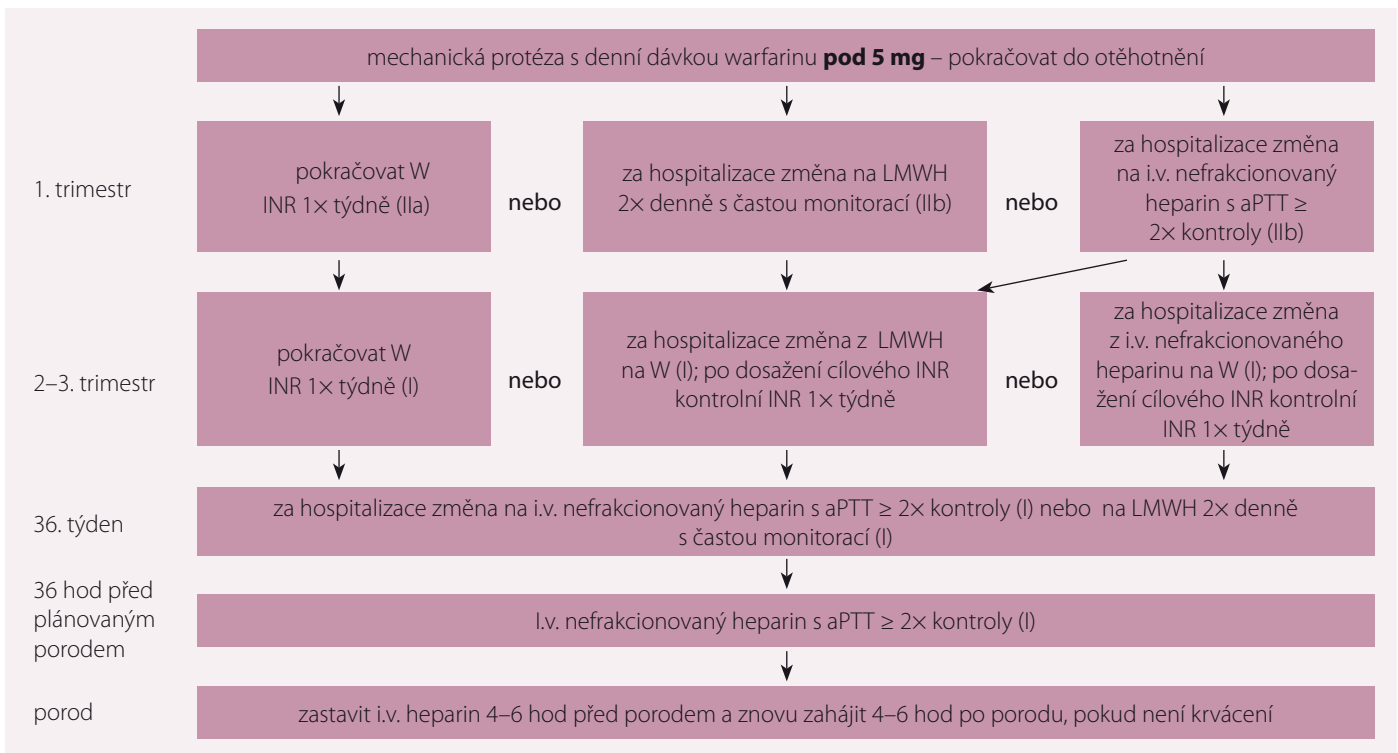 mechanická protéza s denní dávkou warfarinu pod 5 mg – pokračovat do otěhotnění
1. trimestr
pokračovat W
INR 1× týdně (IIa)
nebo
za hospitalizace změna na LMWH
2× denně s častou monitorací (IIb)
nebo
za hospitalizace změna
na i.v. nefrakcionovaný
heparin s aPTT ≥
2× kontroly (IIb)
2–3. trimestr
pokračovat W
INR 1× týdně (I)
nebo
za hospitalizace změna z LMWH
na W (I); po dosažení cílového INR
kontrolní INR 1× týdně
nebo
za hospitalizace změna
z i.v. nefrakcionovaného
heparinu na W (I); po dosa-
žení cílového INR kontrolní
INR 1× týdně
36. týden
za hospitalizace změna na i.v. nefrakcionovaný heparin s aPTT ≥ 2× kontroly (I) nebo na LMWH 2× denně
s častou monitorací (I)
36 hod před
plánovaným
porodem
I.v. nefrakcionovaný heparin s aPTT ≥ 2× kontroly (I)
porod
zastavit i.v. heparin 4–6 hod před porodem a znovu zahájit 4–6 hod po porodu, pokud není krvácení